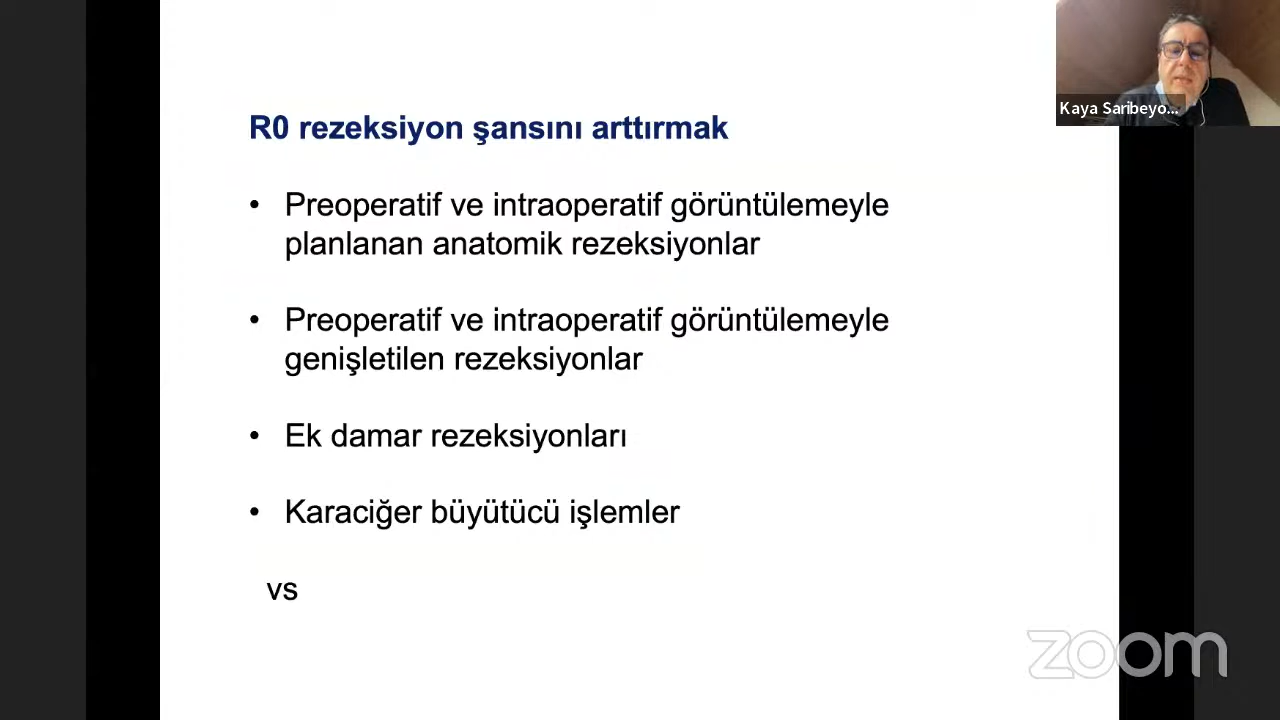 R0 rezeksiyon şansını arttırmak
• Preoperatif ve intraoperatif görüntülemeyle
planlanan anatomik rezeksiyonlar
• Preoperatif ve intraoperatif görüntülemeyle
genişletilen rezeksiyonlar
• Ek damar rezeksiyonları
• Karaciğer büyütücü işlemler
vs
Kaya Saribeyo...
zoom